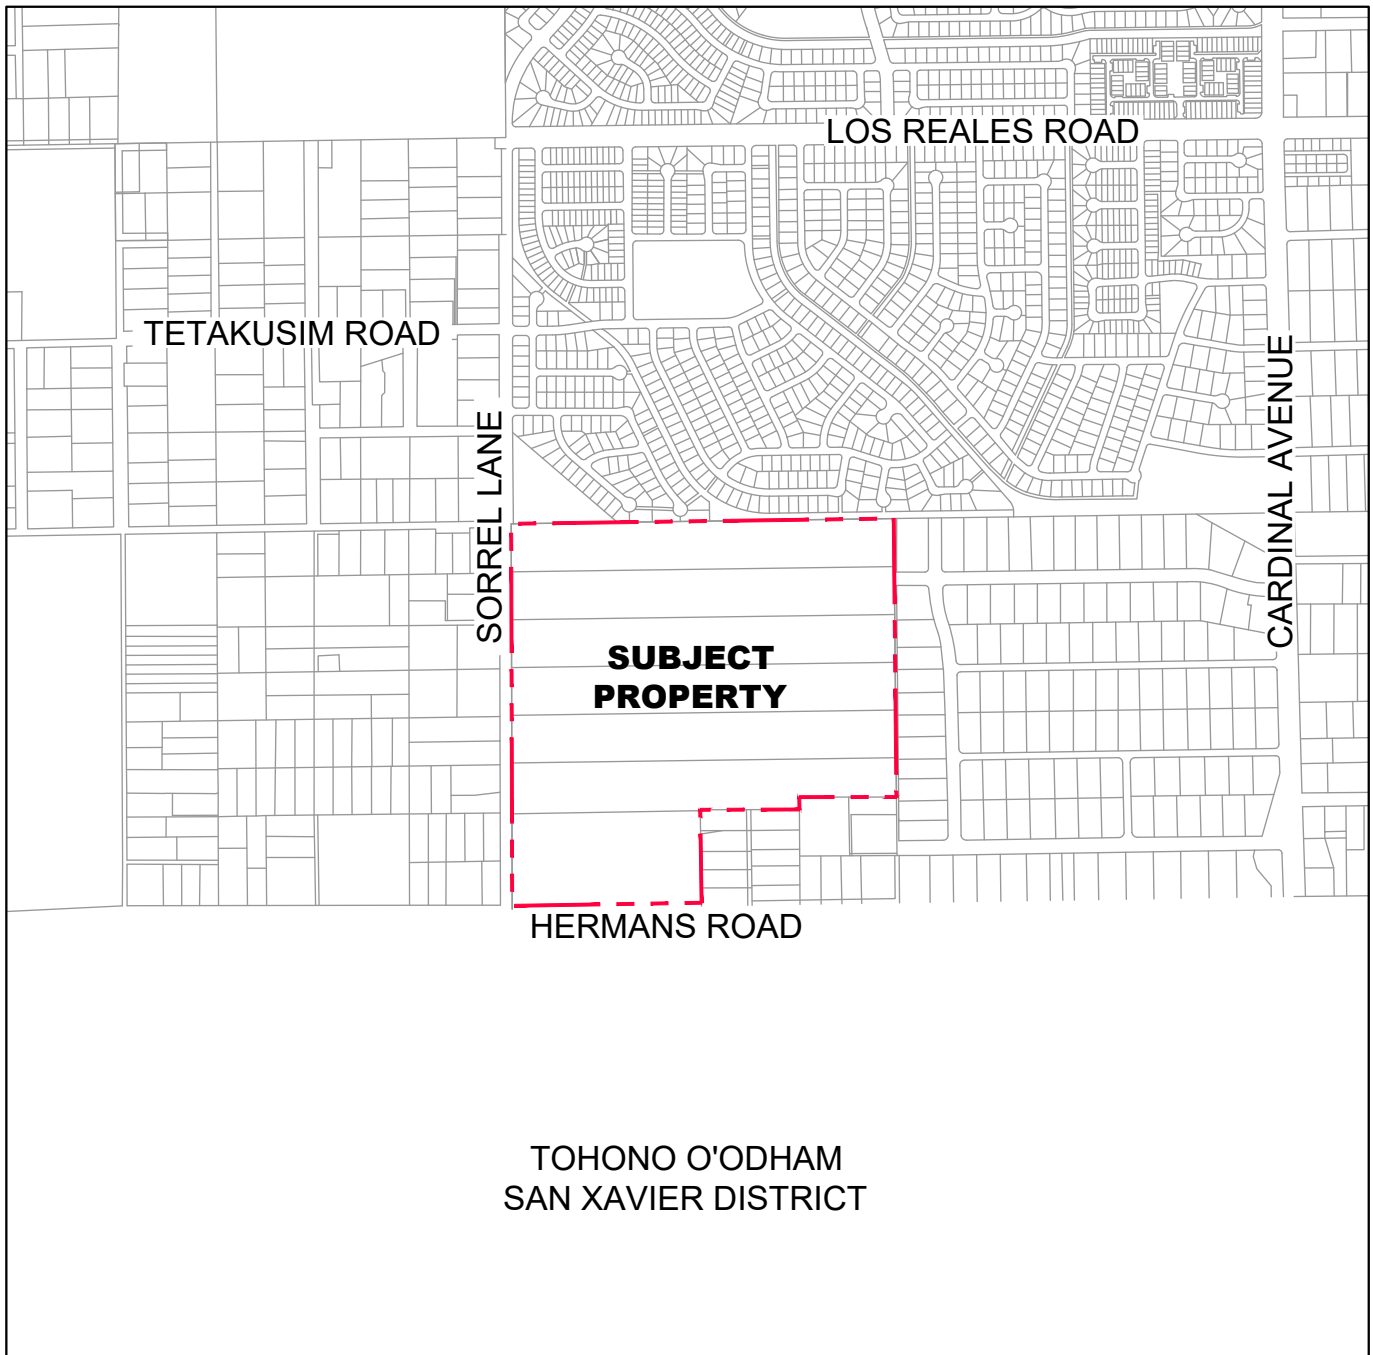 LOS REALES ROAD
TETAKUSIM ROAD
SORREL LANE
CARDINAL AVENUE
SUBJECT
PROPERTY
HERMANS ROAD
TOHONO O'ODHAM
SAN XAVIER DISTRICT